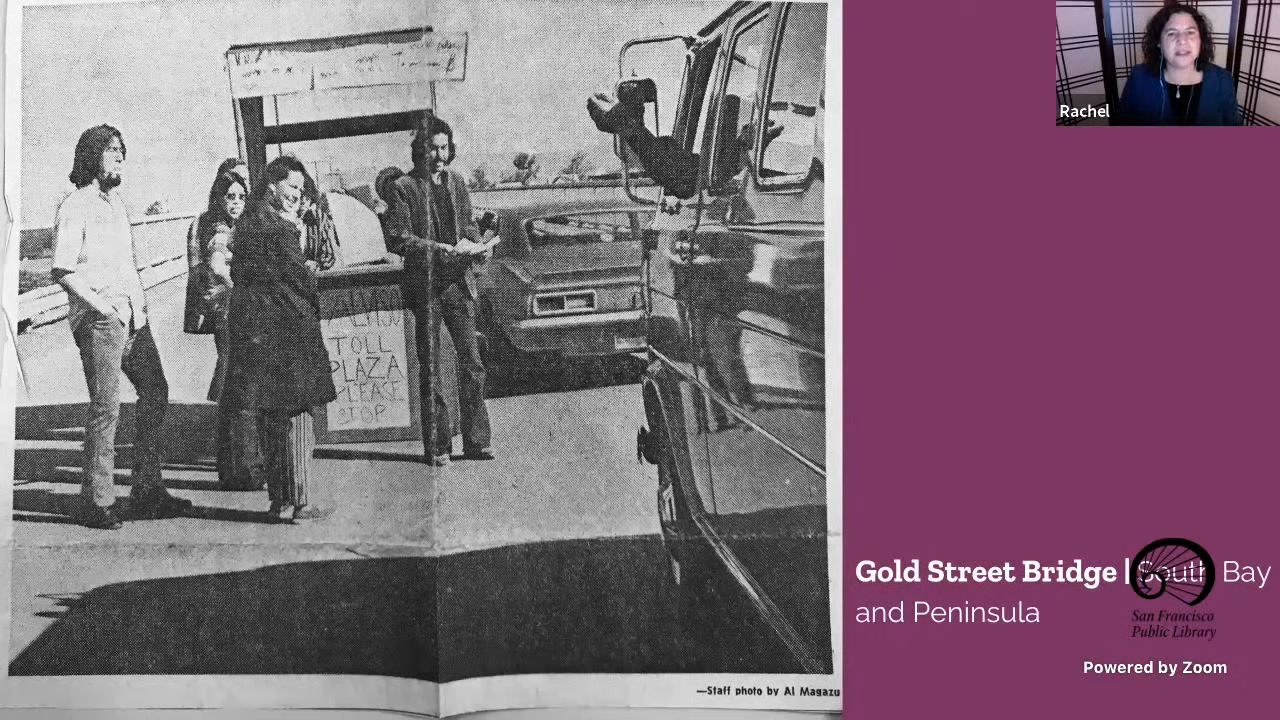 Rachel
ALVISO
TOLL
PLAZA
PLEASE
STOP
—Staff photo by Al Magazu
Gold Street Bridge | South Bay
and Peninsula
San Francisco
Public Library
Powered by Zoom